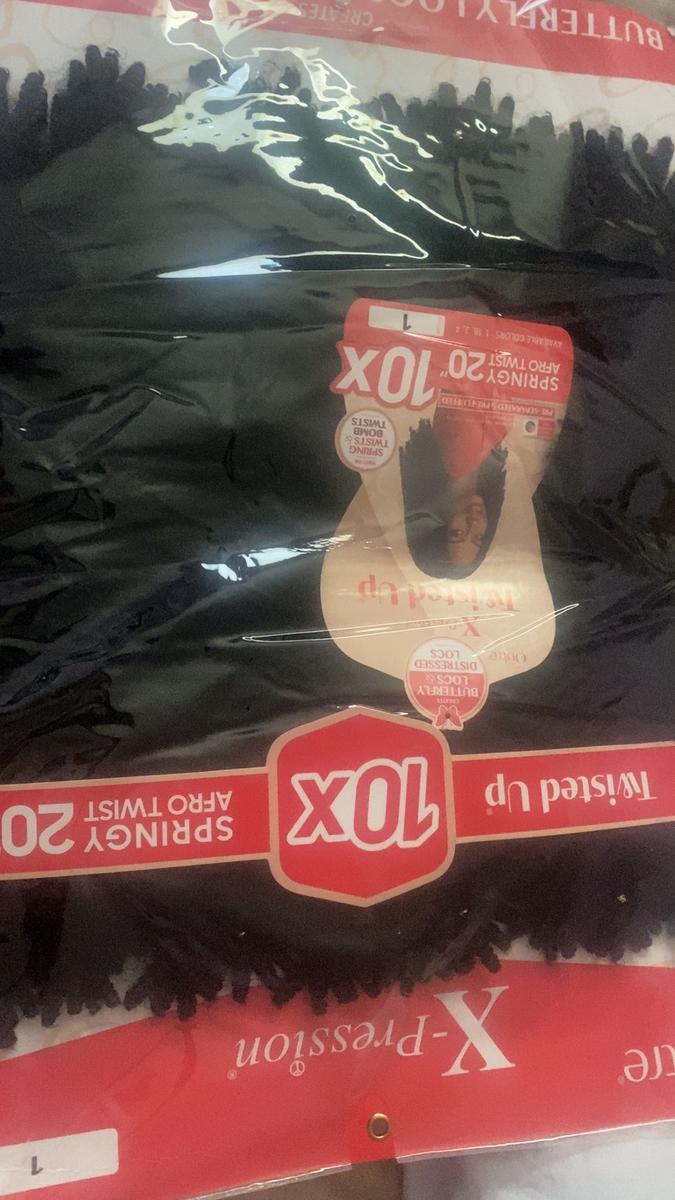 1
tre®
X-Pression®
Twisted Up®
10X
SPRINGY
AFRO TWIST
20"
CREATES
BUTTERFLY
LOCS &
DISTRESSED
LOCS
Outre
Twisted Up
SPRING
TWISTS &
BOMB
TWISTS
PRE-SEPARATED & PRE-FLUFFED
SPRINGY
AFRO TWIST
20"
10X
AVAILABLE COLORS : 1, 1B, 2, 4
1
BUTTERFLY LOC
CREATES